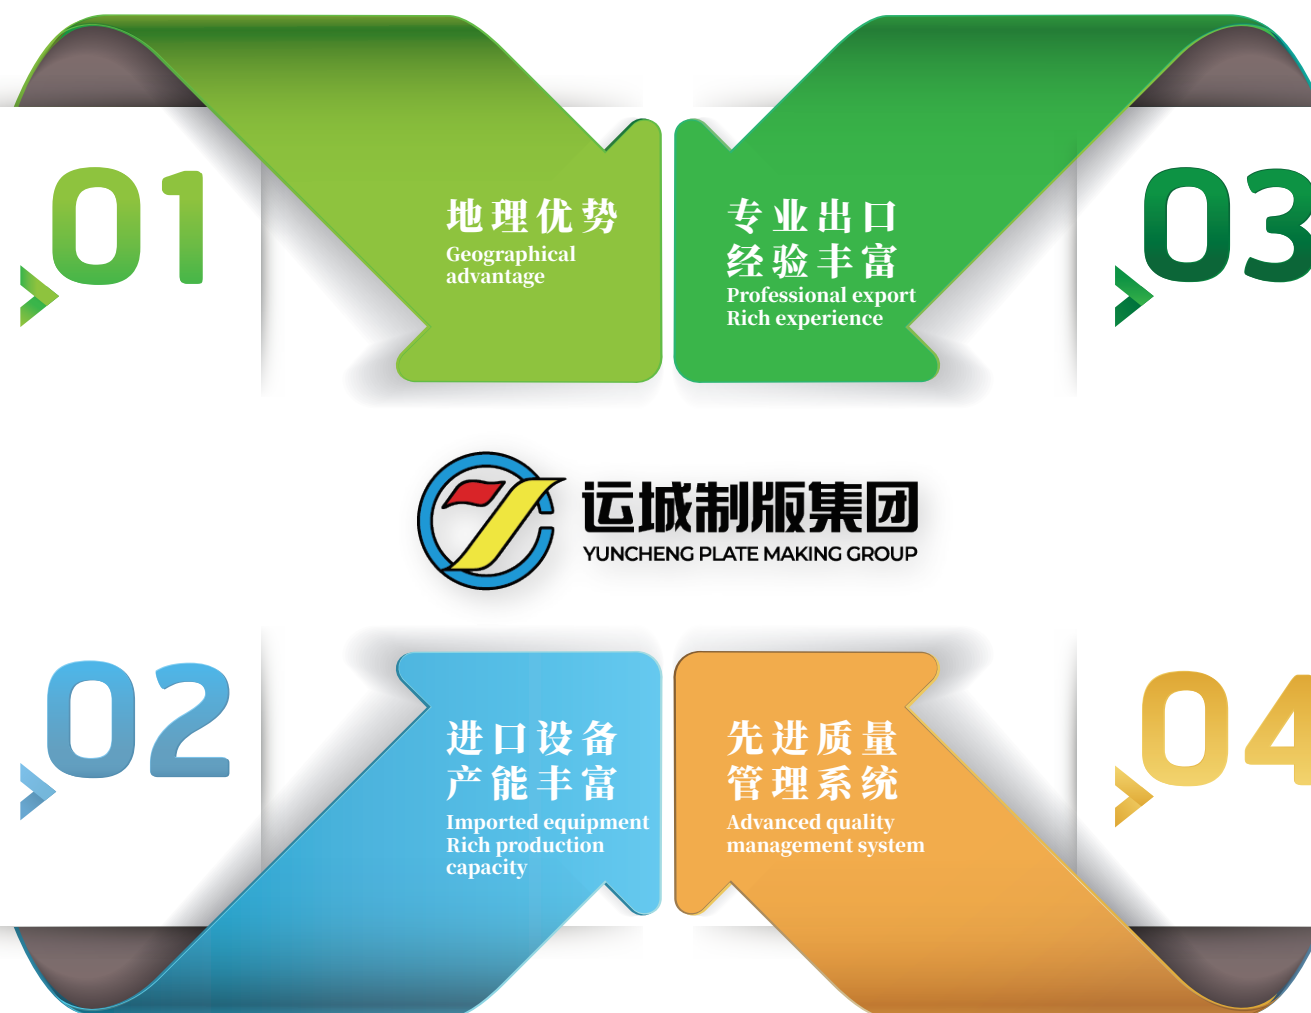 01
地理优势
Geographical
advantage
专业出口
经验丰富
Professional export
Rich experience
03
运城制版集团
YUNCHENG PLATE MAKING GROUP
02
进口设备
产能丰富
Imported equipment
Rich production
capacity
先进质量
管理系统
Advanced quality
management system
04